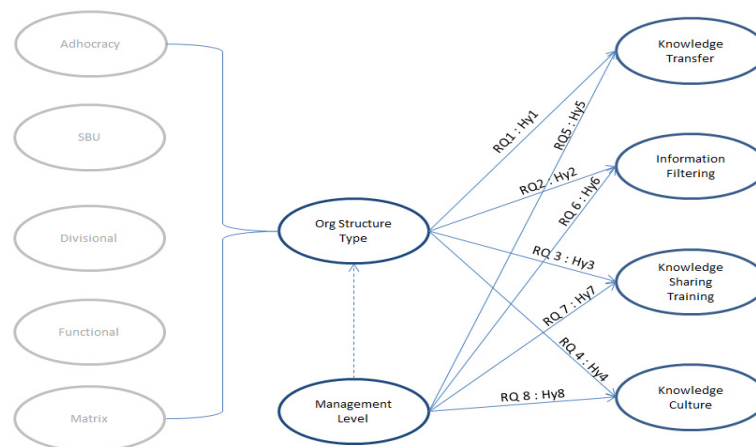 Adhocracy
SBU
Divisional
Functional
Matrix
Org Structure
Type
Management
Level
RQ1 : Hy1
RQ2 : Hy2
RQ 3 : Hy3
RQ 4 : Hy4
RQ5 : Hy5
RQ 6 : Hy6
RQ 7 : Hy7
RQ 8 : Hy8
Knowledge
Transfer
Information
Filtering
Knowledge
Sharing
Training
Knowledge
Culture